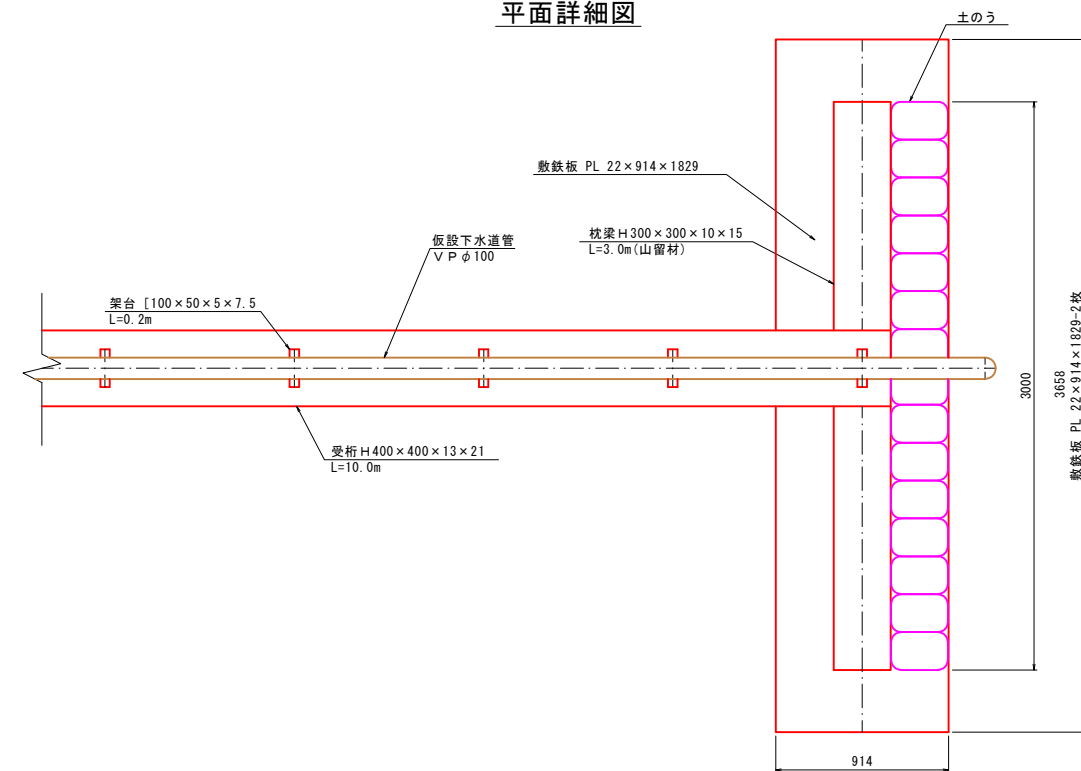 平面詳細図
土のう
敷鉄板 PL 22×914×1829
枕梁H300×300×10×15
L=3.0m(山留材)
仮設下水道管
VPφ100
架台 [100×50×5×7.5
L=0.2m
受桁H400×400×13×21
L=10.0m
3000
3658
敷鉄板 PL 22×914×1829-2枚
914